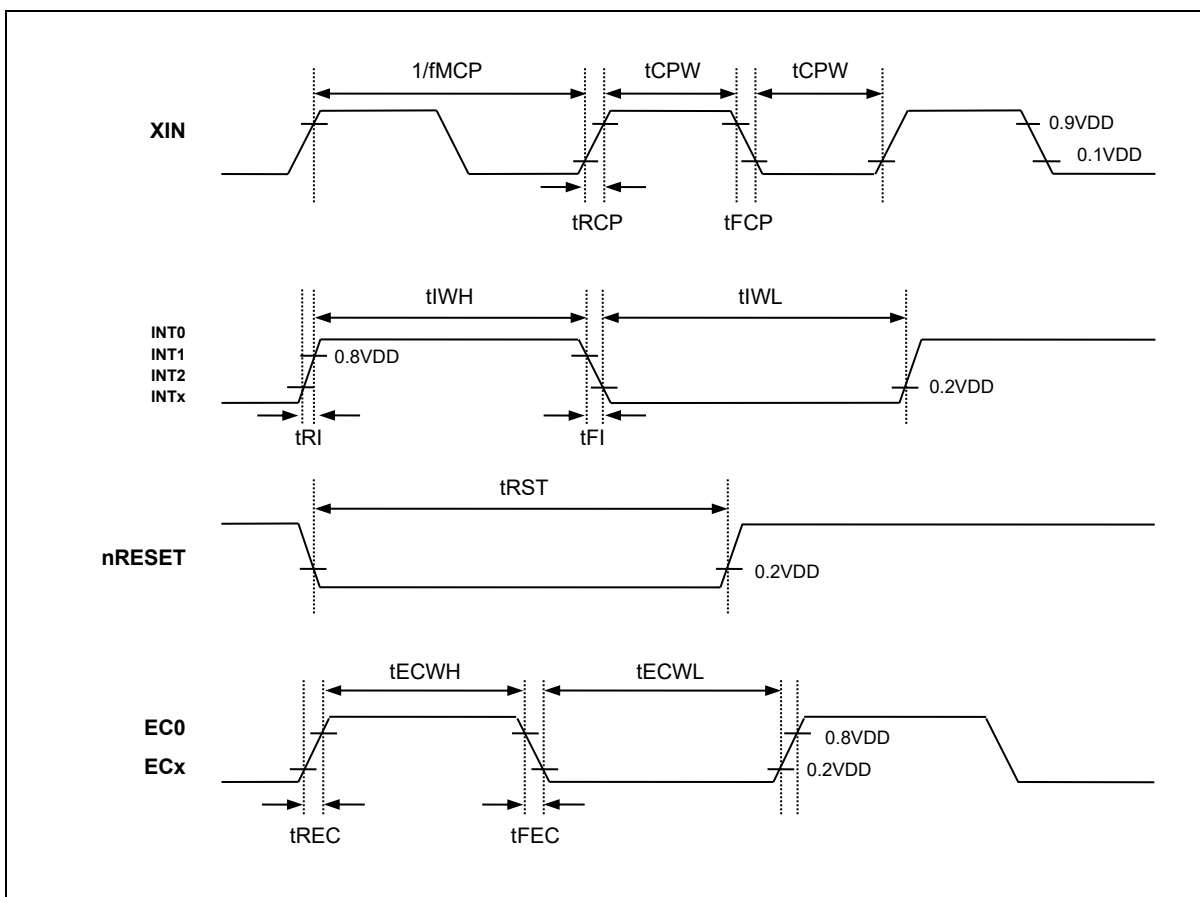 1/fMCP
tCPW
tCPW
XIN
0.9VDD
0.1VDD
tRCP
tFCP
tIWH
tIWL
INT0
INT1
INT2
INTx
0.8VDD
0.2VDD
tRI
tFI
tRST
nRESET
0.2VDD
tECWH
tECWL
EC0
ECx
0.8VDD
0.2VDD
tREC
tFEC